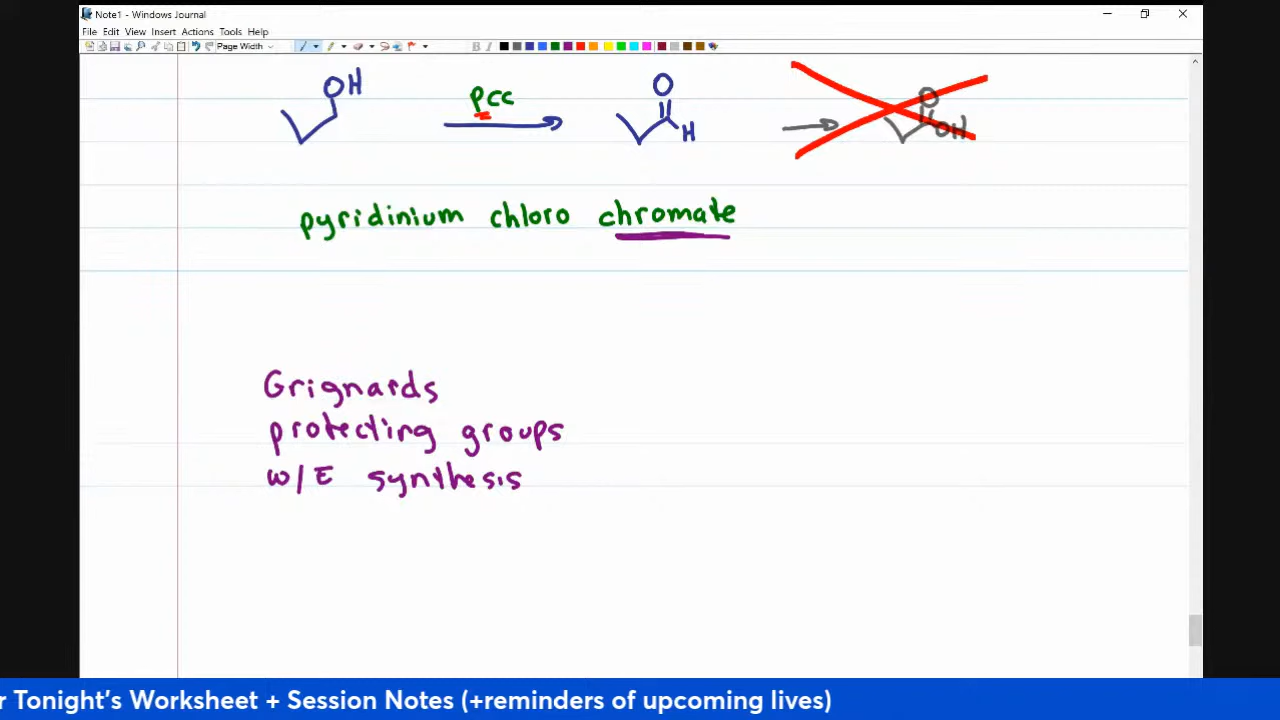 Note1 - Windows Journal
File Edit View Insert Actions Tools Help
Page Width
B I
OH
PCC
O
H
O
OH
pyridinium chloro chromate
Grignards
protecting groups
w/E synthesis
r Tonight's Worksheet + Session Notes (+reminders of upcoming lives)